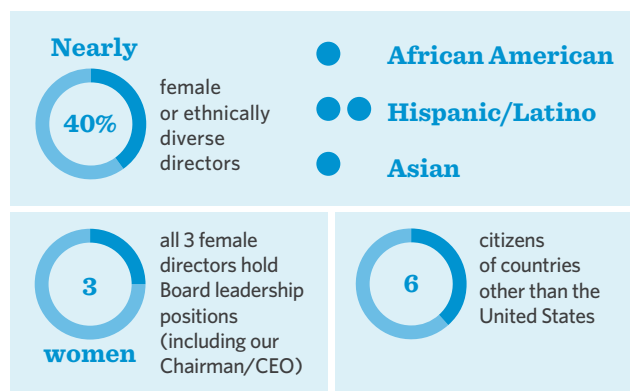 Nearly
40%
female
or ethnically
diverse
directors
African American
Hispanic/Latino
Asian
3
women
all 3 female
directors hold
Board leadership
positions
(including our
Chairman/CEO)
6
citizens
of countries
other than the
United States